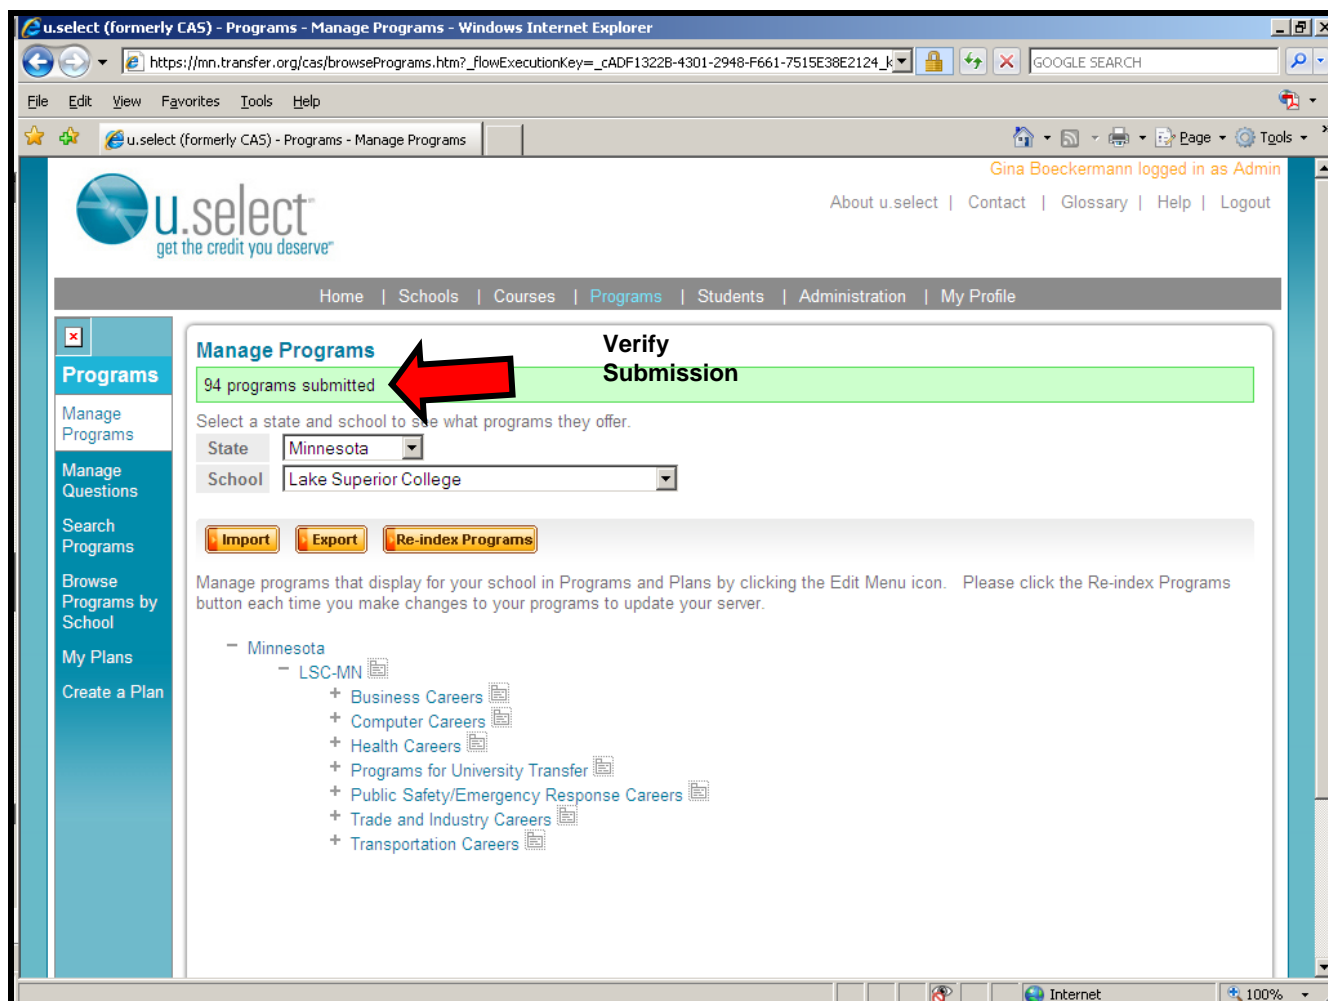 u.select (formerly CAS) - Programs - Manage Programs - Windows Internet Explorer
https://mn.transfer.org/cas/browsePrograms.htm?_flowExecutionKey=_cADF1322B-4301-2948-F661-7515E38E2124_k
GOOGLE SEARCH
File Edit View Favorites Tools Help
u.select (formerly CAS) - Programs - Manage Programs
Page Tools
Gina Boeckermann logged in as Admin
u.select™
get the credit you deserve™
About u.select | Contact | Glossary | Help | Logout
Home | Schools | Courses | Programs | Students | Administration | My Profile
Programs
Manage Programs
Manage Questions
Search Programs
Browse Programs by School
My Plans
Create a Plan
Manage Programs
Verify
Submission
94 programs submitted
Select a state and school to see what programs they offer.
State Minnesota
School Lake Superior College
Import Export Re-index Programs
Manage programs that display for your school in Programs and Plans by clicking the Edit Menu icon. Please click the Re-index Programs
button each time you make changes to your programs to update your server.
− Minnesota
− LSC-MN
+ Business Careers
+ Computer Careers
+ Health Careers
+ Programs for University Transfer
+ Public Safety/Emergency Response Careers
+ Trade and Industry Careers
+ Transportation Careers
Internet 100%